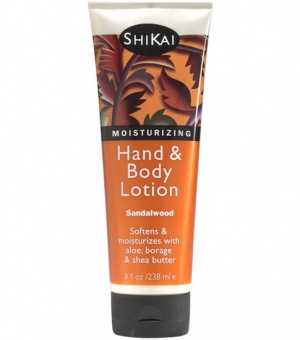 SHIKAI
MOISTURIZING
Hand &
Body
Lotion
Sandalwood
Softens &
moisturizes with
aloe, borage
& shea butter
8 fl oz/238 ml e